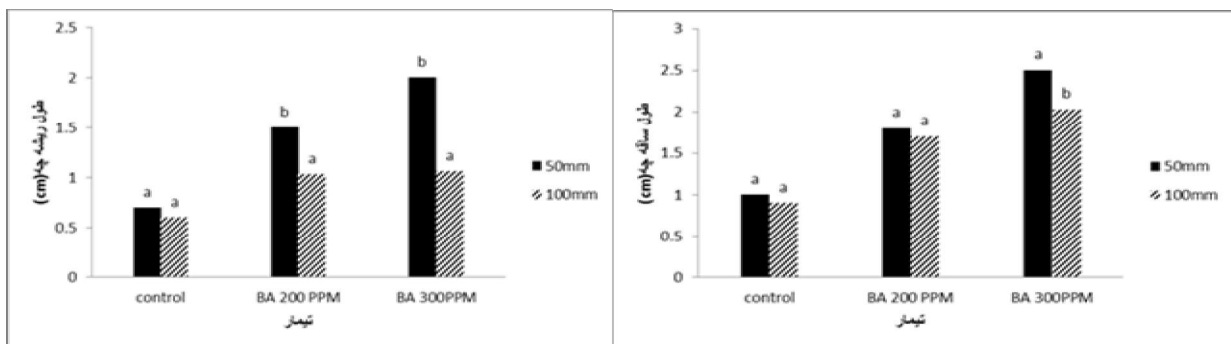 2.5
2
1.5
1
0.5
0
طول ریشه چه(cm)
a
a
b
a
b
a
control
BA 200 PPM
BA 300PPM
تیمار
50mm
100mm
3
2.5
2
1.5
1
0.5
0
طول ساقه چه(cm)
a
a
a
a
a
b
control
BA 200 PPM
BA 300PPM
تیمار
50mm
100mm